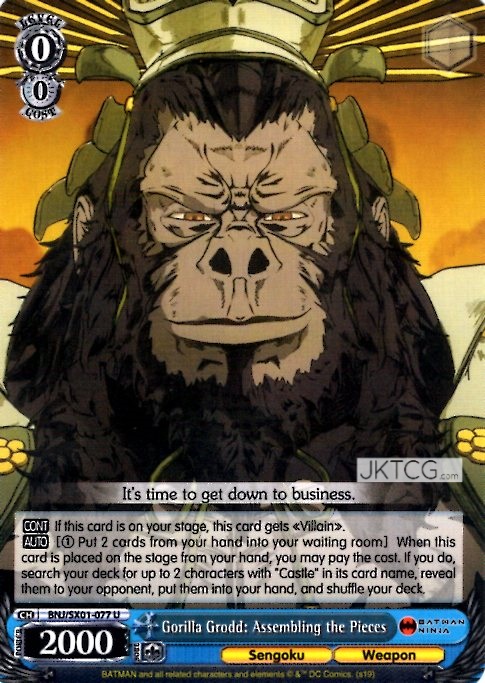 LEVEL
0
0
COST
JKTCG.com
It's time to get down to business.
CONT If this card is on your stage, this card gets «Villain».
AUTO [① Put 2 cards from your hand into your waiting room] When this
card is placed on the stage from your hand, you may pay the cost. If you do,
search your deck for up to 2 characters with "Castle" in its card name, reveal
them to your opponent, put them into your hand, and shuffle your deck.
CH BNJ/SX01-077 U
POWER 2000 SOUL Gorilla Grodd: Assembling the Pieces BATMAN
NINJA
Sengoku Weapon
BATMAN and all related characters and elements © & ™ DC Comics. (s19)